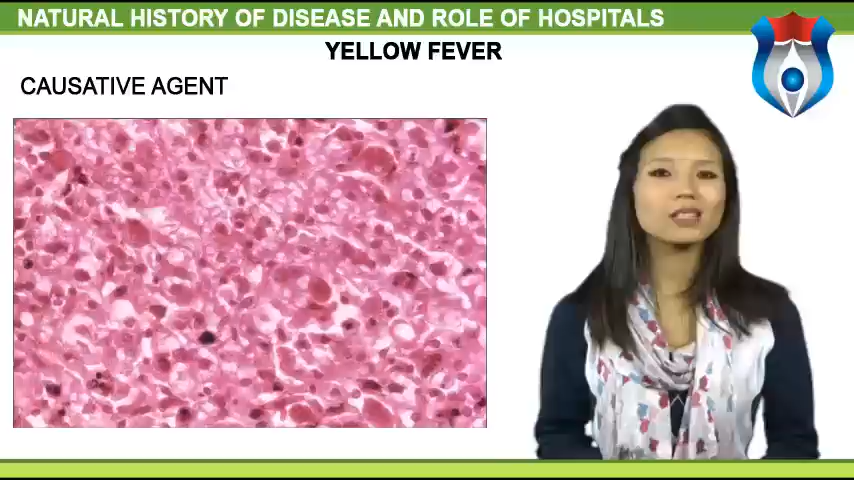 NATURAL HISTORY OF DISEASE AND ROLE OF HOSPITALS
YELLOW FEVER
CAUSATIVE AGENT